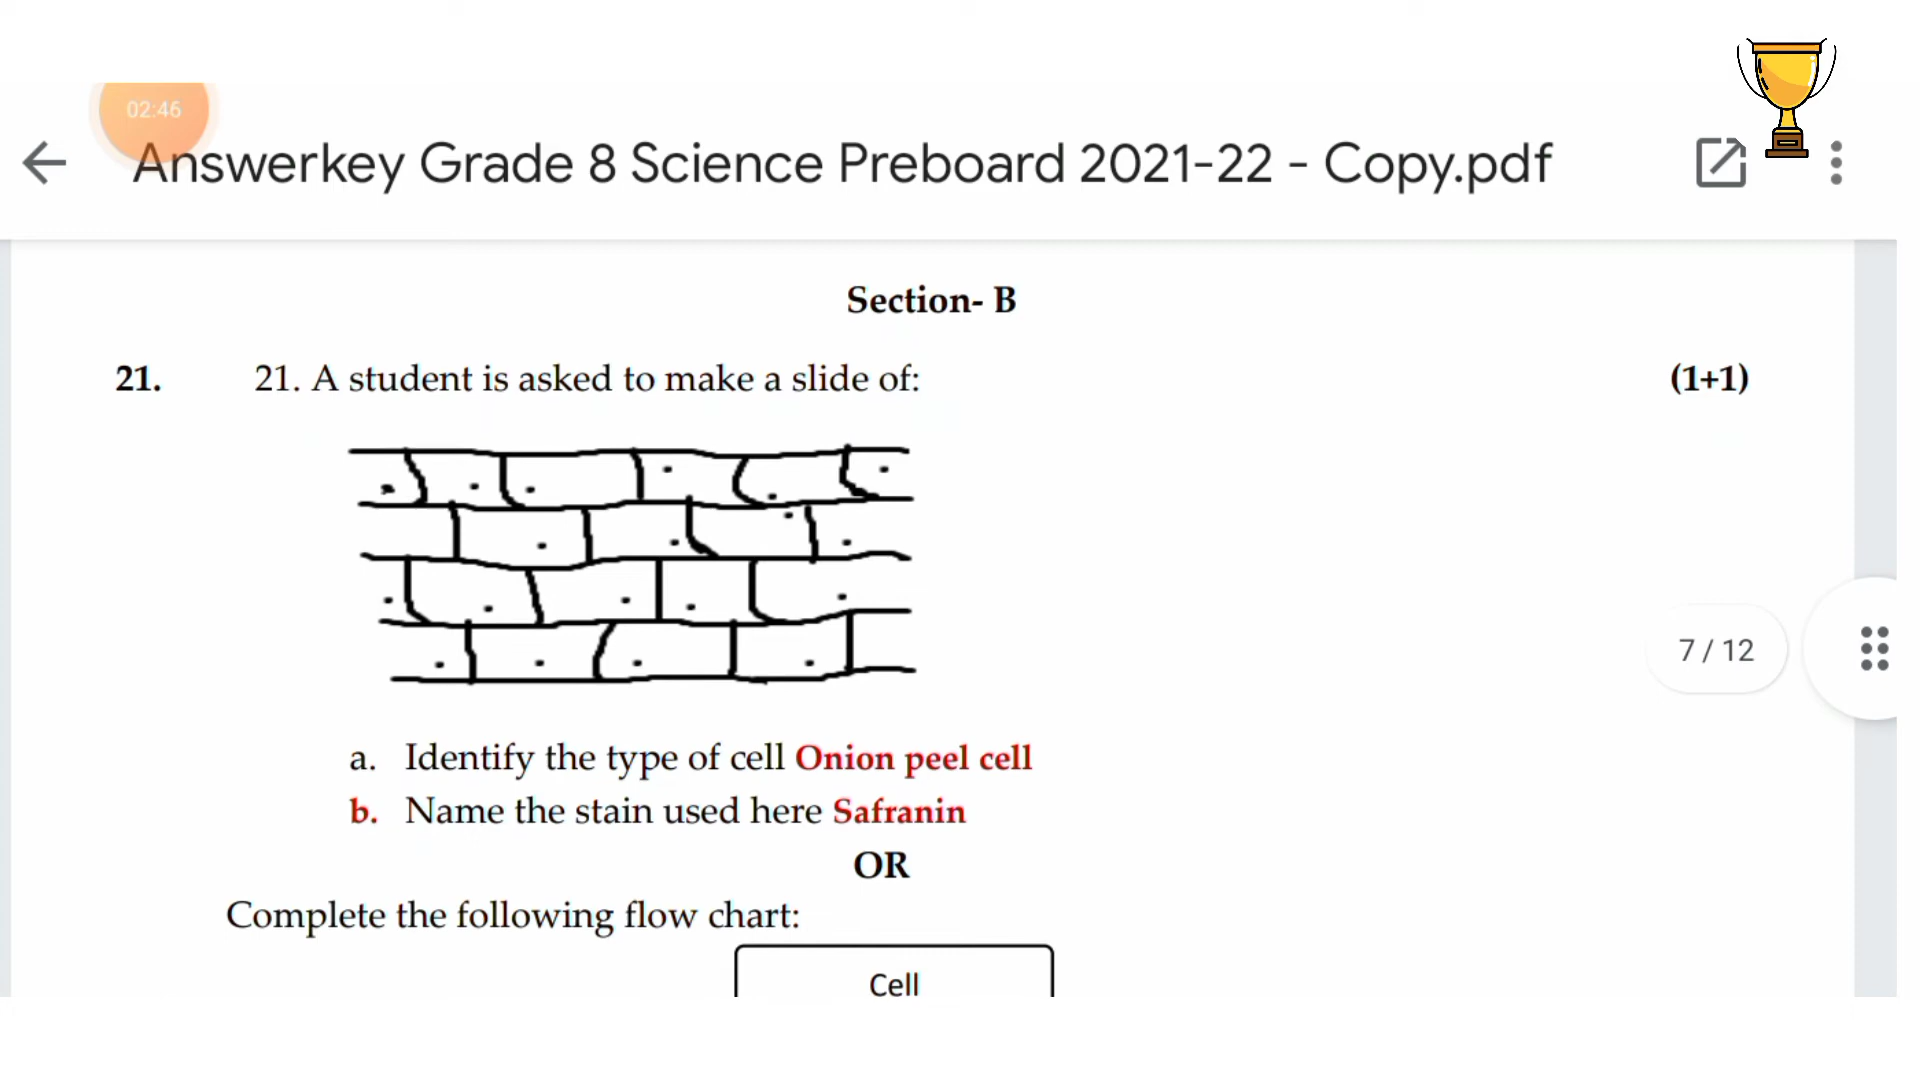 02:46
Answerkey Grade 8 Science Preboard 2021-22 - Copy.pdf
Section- B
21. 21. A student is asked to make a slide of: (1+1)
7 / 12
a. Identify the type of cell Onion peel cell
b. Name the stain used here Safranin
OR
Complete the following flow chart:
Cell